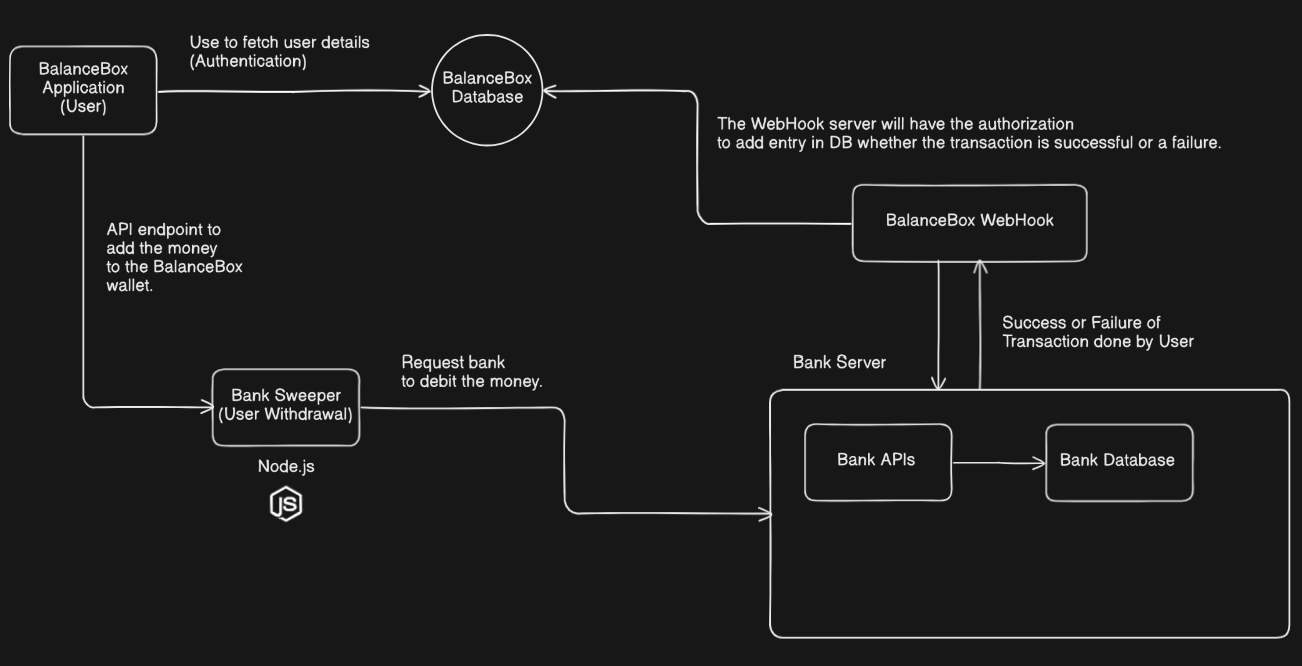 Use to fetch user details
(Authentication)
BalanceBox
Application
(User)
BalanceBox
Database
The WebHook server will have the authorization
to add entry in DB whether the transaction is successful or a failure.
BalanceBox WebHook
API endpoint to
add the money
to the BalanceBox
wallet.
Success or Failure of
Transaction done by User
Request bank
to debit the money.
Bank Server
Bank Sweeper
(User Withdrawal)
Node.js
JS
Bank APIs
Bank Database